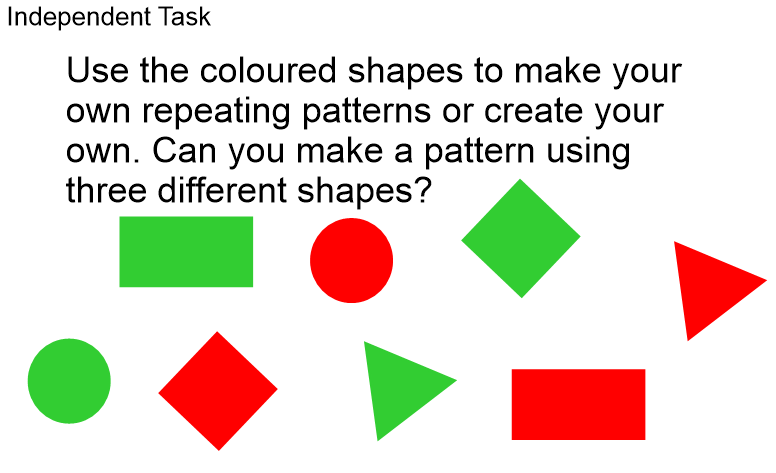 Independent Task
Use the coloured shapes to make your
own repeating patterns or create your
own. Can you make a pattern using
three different shapes?